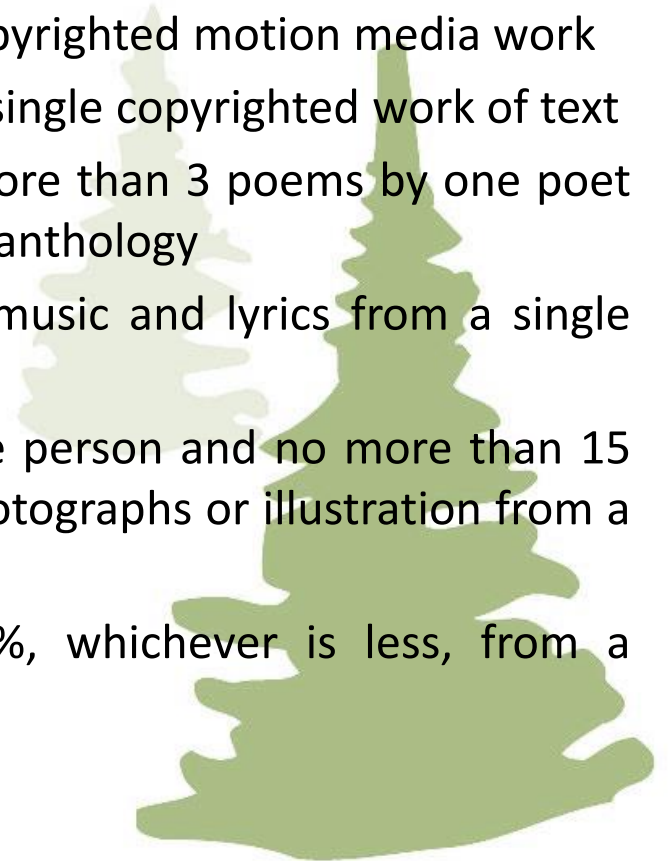 pyrighted motion media work
single copyrighted work of text
ore than 3 poems by one poet
anthology
music and lyrics from a single
e person and no more than 15
otographs or illustration from a
%, whichever is less, from a